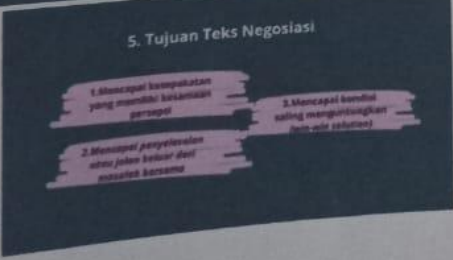 5. Tujuan Teks Negosiasi
1.Mencapai kesepakatan
yang memiliki kesamaan
persepsi
2.Mencapai penyelesaian
atau jalan keluar dari
masalah bersama
3.Mencapai kondisi
saling menguntungkan
(win-win solution)